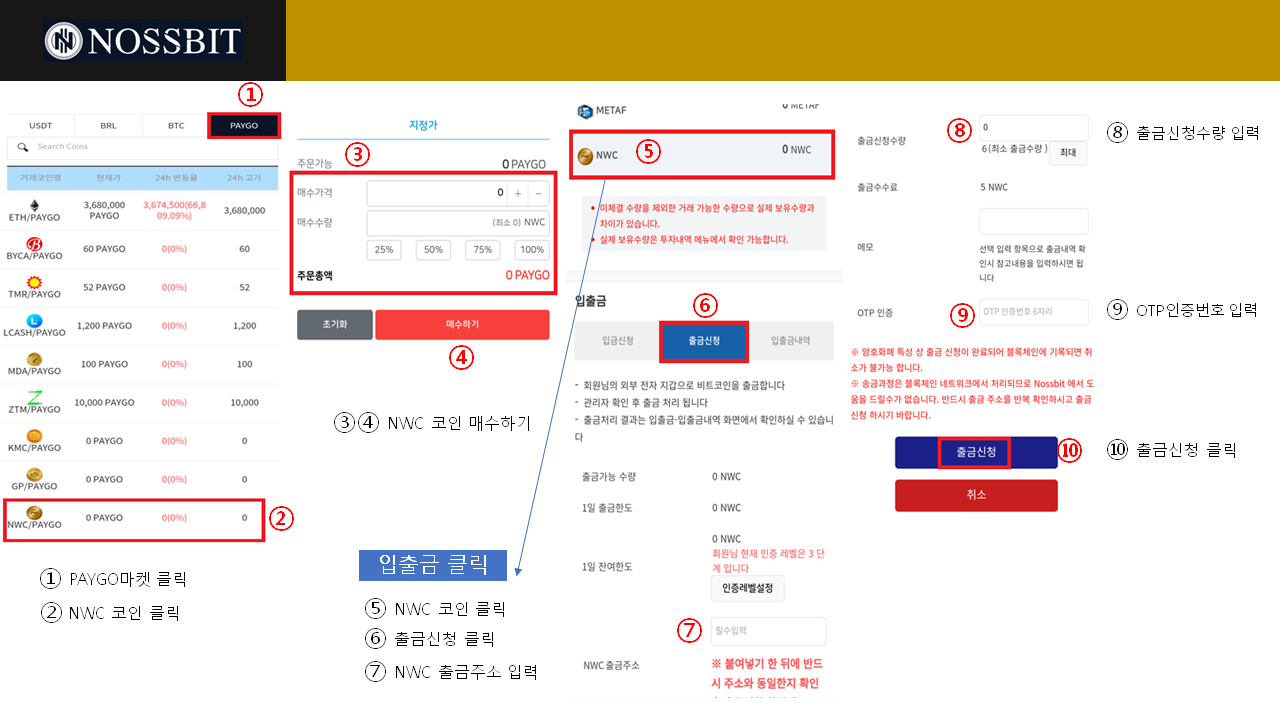 NOSSBIT
①
USDT BRL BTC PAYGO
Search Coins
거래코인명 현재가 24h 변동율 24h 고가
ETH/PAYGO 3,680,000 PAYGO 3,674,500(66,809.09%) 3,680,000
BYCA/PAYGO 60 PAYGO 0(0%) 60
TMR/PAYGO 52 PAYGO 0(0%) 52
LCASH/PAYGO 1,200 PAYGO 0(0%) 1,200
MDA/PAYGO 100 PAYGO 0(0%) 100
ZTM/PAYGO 10,000 PAYGO 0(0%) 10,000
KMC/PAYGO 0 PAYGO 0(0%) 0
GP/PAYGO 0 PAYGO 0(0%) 0
NWC/PAYGO 0 PAYGO 0(0%) 0
②
① PAYGO마켓 클릭
② NWC 코인 클릭
지정가
③
주문가능 0 PAYGO
매수가격 0 + −
매수수량 (최소 0) NWC
25% 50% 75% 100%
주문총액 0 PAYGO
초기화 매수하기
④
③④ NWC 코인 매수하기
입출금 클릭
⑤ NWC 코인 클릭
⑥ 출금신청 클릭
⑦ NWC 출금주소 입력
METAF 0 METAF
NWC ⑤ 0 NWC
• 미체결 수량을 제외한 거래 가능한 수량으로 실제 보유수량과
차이가 있습니다.
• 실제 보유수량은 투자내역 메뉴에서 확인 가능합니다.
입출금
⑥
입금신청 출금신청 입출금내역
- 회원님의 외부 전자 지갑으로 비트코인을 출금합니다
- 관리자 확인 후 출금 처리 됩니다
- 출금처리 결과는 입출금-입출금내역 화면에서 확인하실 수 있습니
다
출금가능 수량 0 NWC
1일 출금한도 0 NWC
0 NWC
1일 잔여한도 회원님 현재 인증 레벨은 3 단
계 입니다
인증레벨설정
⑦ 필수입력
NWC 출금주소 ※ 붙여넣기 한 뒤에 반드
시 주소와 동일한지 확인
출금신청수량 ⑧ 0
6 (최소 출금수량 ) 최대
출금수수료 5 NWC
메모
선택 입력 항목으로 출금내역 확
인시 참고내용을 입력하시면 됩
니다
OTP 인증 ⑨ OTP 인증번호 6자리
※ 암호화폐 특성 상 출금 신청이 완료되어 블록체인에 기록되면 취
소가 불가능 합니다.
※ 송금과정은 블록체인 네트워크에서 처리되므로 Nossbit 에서 도
움을 드릴수가 없습니다. 반드시 출금 주소를 반복 확인하시고 출금
신청 하시기 바랍니다.
출금신청 ⑩
취소
⑧ 출금신청수량 입력
⑨ OTP인증번호 입력
⑩ 출금신청 클릭